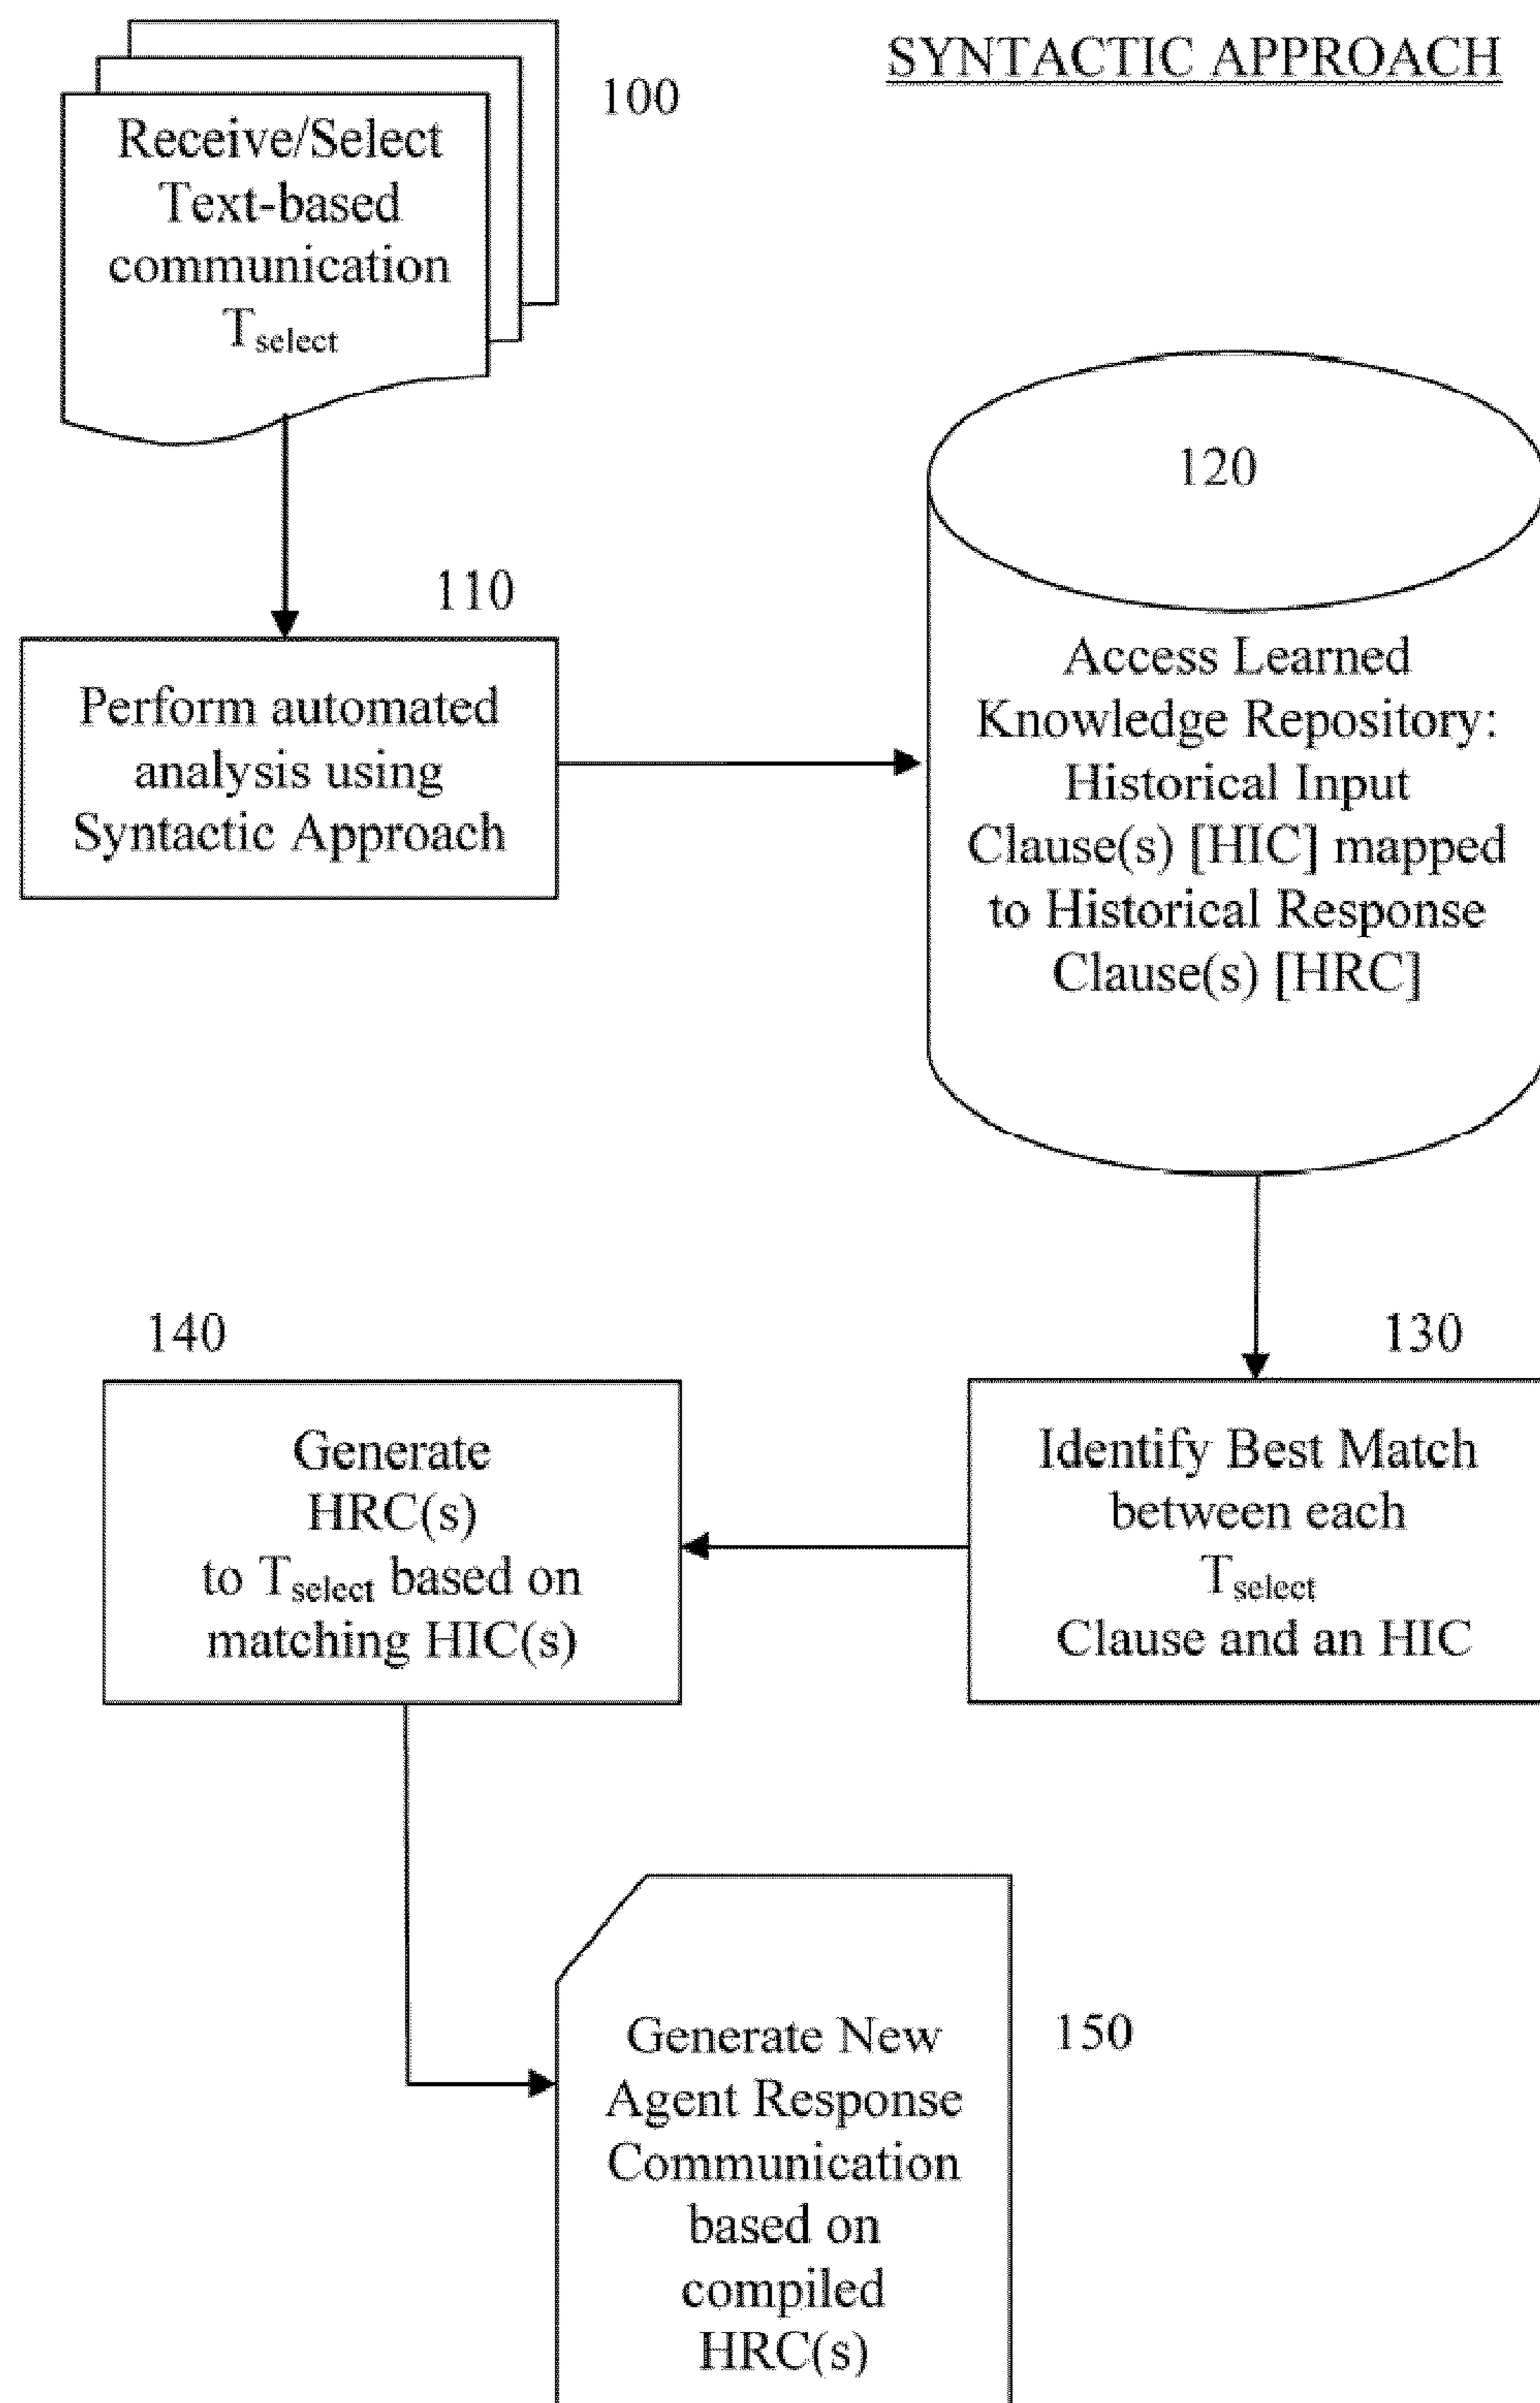 SYNTACTIC APPROACH
100
Receive/Select
Text-based
communication
Tselect
110
Perform automated
analysis using
Syntactic Approach
120
Access Learned
Knowledge Repository:
Historical Input
Clause(s) [HIC] mapped
to Historical Response
Clause(s) [HRC]
130
Identify Best Match
between each
Tselect
Clause and an HIC
140
Generate
HRC(s)
to Tselect based on
matching HIC(s)
150
Generate New
Agent Response
Communication
based on
compiled
HRC(s)